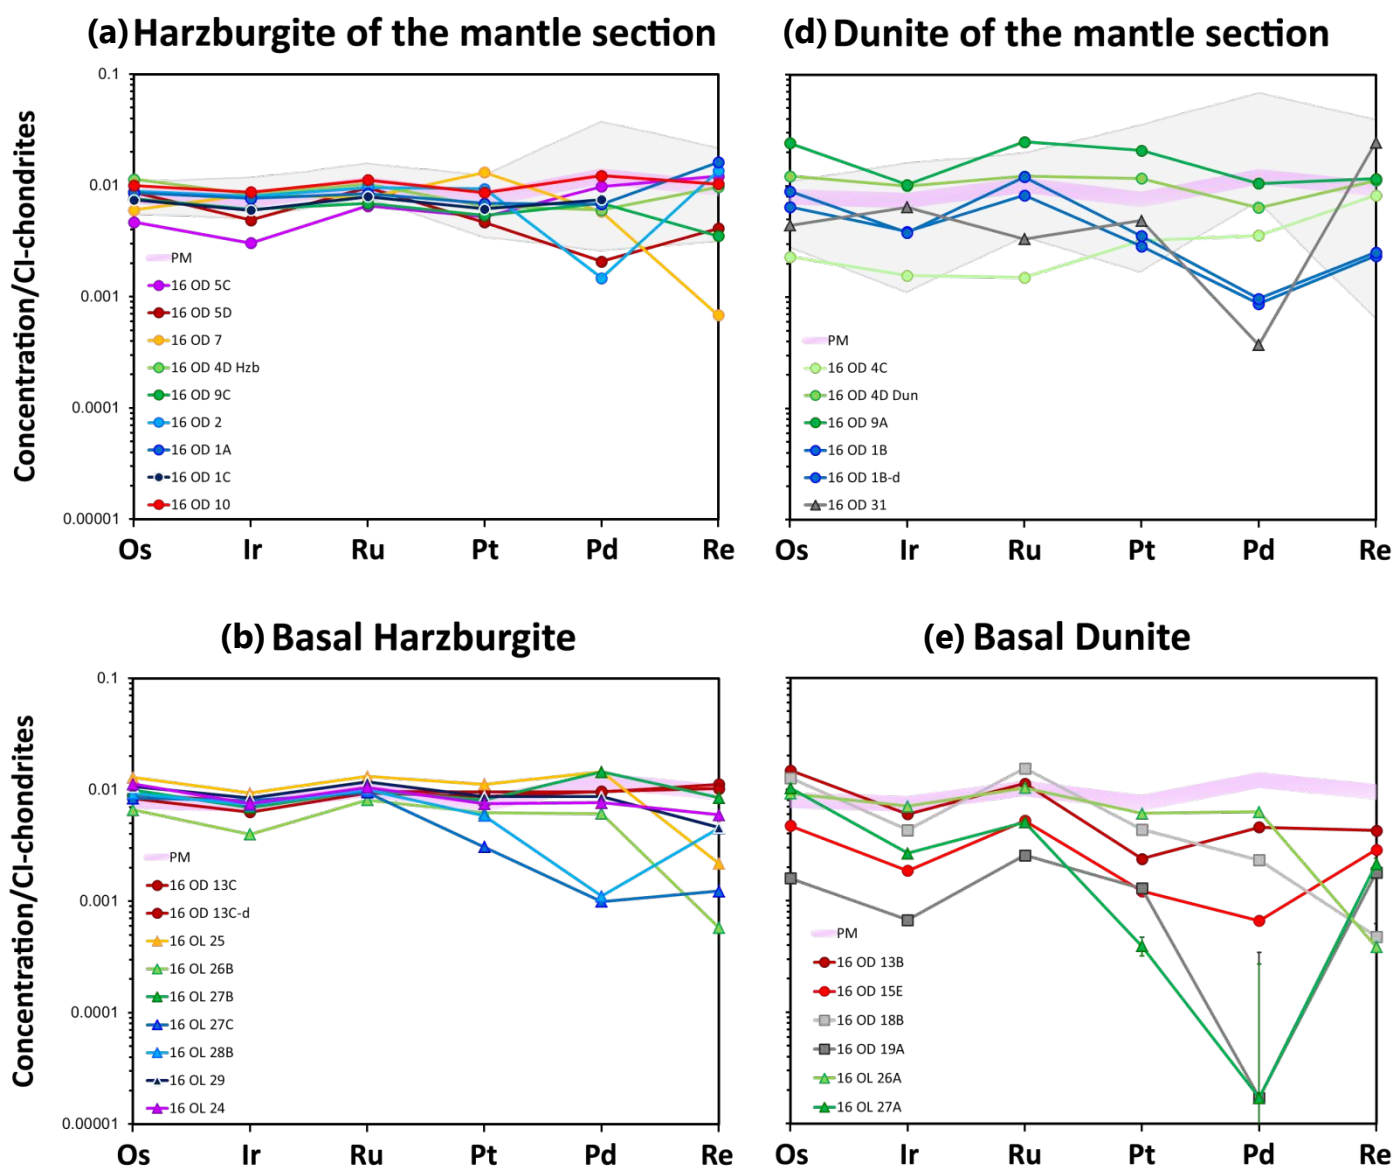 (a) Harzburgite of the mantle section
Concentration/CI-chondrites
0.1
0.01
0.001
0.0001
0.00001
PM
16 OD 5C
16 OD 5D
16 OD 7
16 OD 4D Hzb
16 OD 9C
16 OD 2
16 OD 1A
16 OD 1C
16 OD 10
Os Ir Ru Pt Pd Re
(d) Dunite of the mantle section
PM
16 OD 4C
16 OD 4D Dun
16 OD 9A
16 OD 1B
16 OD 1B-d
16 OD 31
Os Ir Ru Pt Pd Re
(b) Basal Harzburgite
Concentration/CI-chondrites
0.1
0.01
0.001
0.0001
0.00001
PM
16 OD 13C
16 OD 13C-d
16 OL 25
16 OL 26B
16 OL 27B
16 OL 27C
16 OL 28B
16 OL 29
16 OL 24
Os Ir Ru Pt Pd Re
(e) Basal Dunite
PM
16 OD 13B
16 OD 15E
16 OD 18B
16 OD 19A
16 OL 26A
16 OL 27A
Os Ir Ru Pt Pd Re